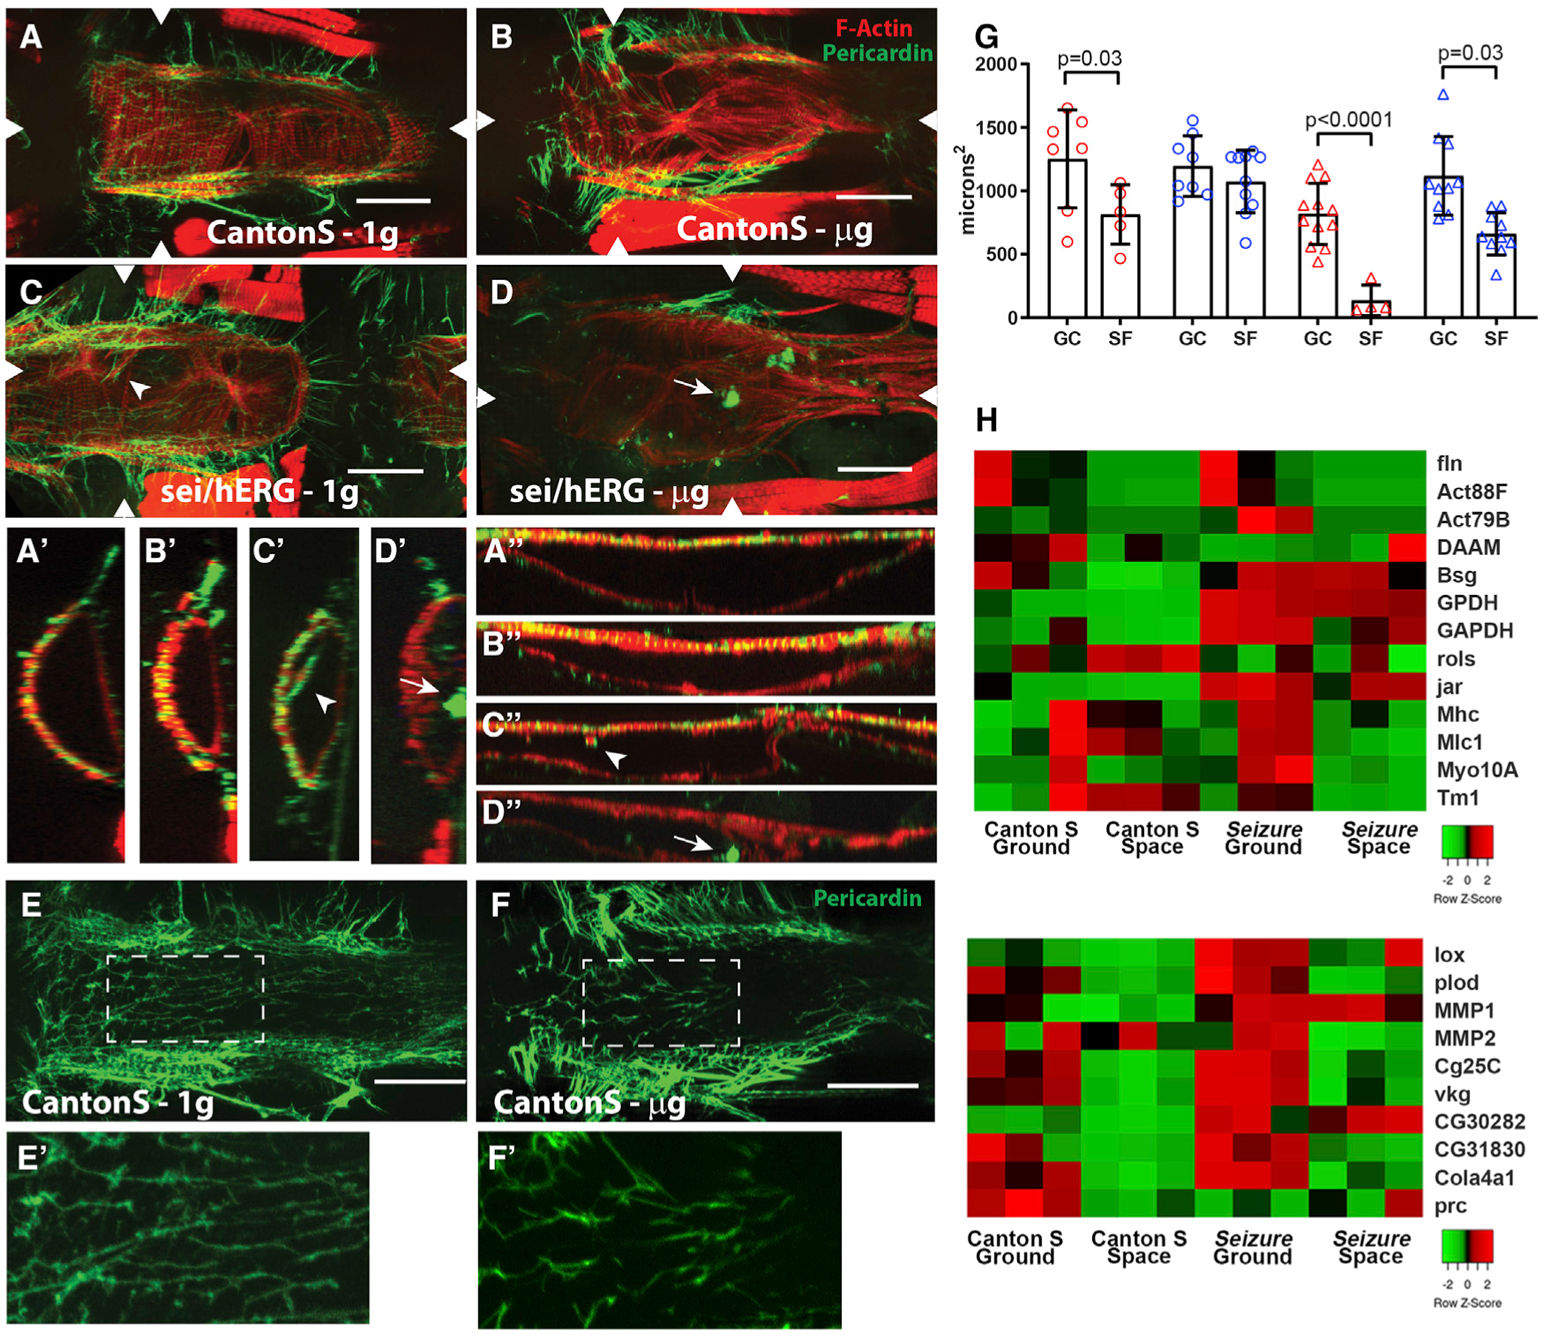 A
CantonS - 1g
B
F-Actin
Pericardin
CantonS - μg
C
sei/hERG - 1g
D
sei/hERG - μg
A’
B’
C’
D’
A”
B”
C”
D”
E
CantonS - 1g
F
Pericardin
CantonS - μg
E’
F’
G
microns²
2000
1500
1000
500
0
p=0.03
p<0.0001
p=0.03
GC SF GC SF GC SF GC SF
H
fln
Act88F
Act79B
DAAM
Bsg
GPDH
GAPDH
rols
jar
Mhc
Mlc1
Myo10A
Tm1
Canton S Canton S Seizure Seizure
Ground Space Ground Space
-2 0 2
Row Z-Score
lox
plod
MMP1
MMP2
Cg25C
vkg
CG30282
CG31830
Cola4a1
prc
Canton S Canton S Seizure Seizure
Ground Space Ground Space
-2 0 2
Row Z-Score